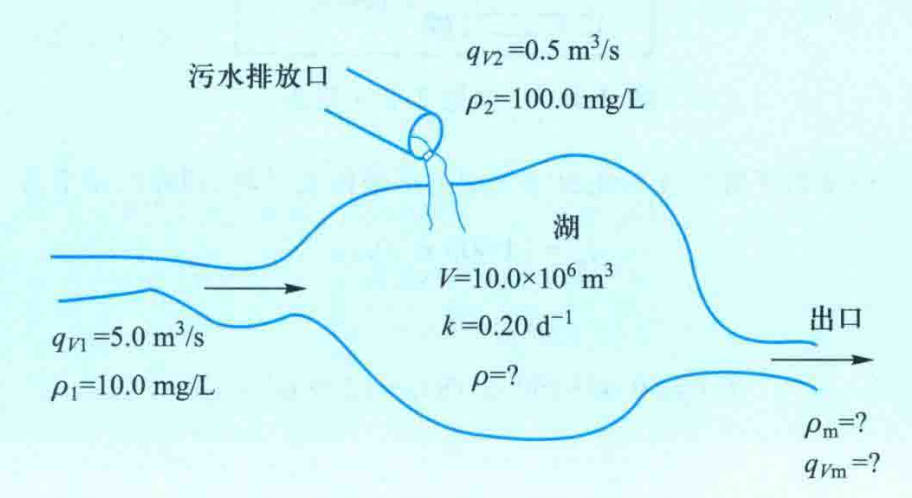 污水排放口
q_{V2}=0.5 m³/s
ρ₂=100.0 mg/L
湖
V=10.0×10⁶ m³
k=0.20 d⁻¹
ρ=?
q_{V1}=5.0 m³/s
ρ₁=10.0 mg/L
出口
ρ_m=?
q_{Vm}=?